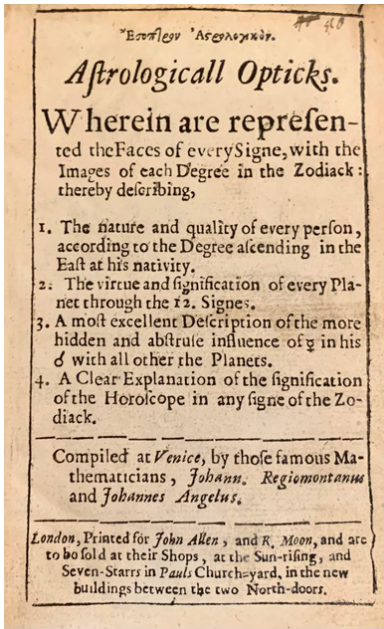 Ἔσοπτρον Ἀστρολογικόν.
Aſtrologicall Opticks.
Wherein are repreſen-
ted the Faces of every Signe, with the
Images of each Degree in the Zodiack:
thereby deſcribing,
1. The nature and quality of every perſon,
according to the Degree aſcending in the
Eaſt at his nativity.
2. The virtue and ſignification of every Pla-
net through the 12. Signes.
3. A moſt excellent Deſcription of the more
hidden and abſtruſe influence of ☿ in his
☌ with all other the Planets.
4. A Clear Explanation of the ſignification
of the Horoſcope in any ſigne of the Zo-
diack.
Compiled at Venice, by thoſe famous Ma-
thematicians, Johann. Regiomontanus
and Johannes Angelus.
London, Printed for John Allen, and R. Moon, and are
to be ſold at their Shops, at the Sun-riſing, and
Seven-Starrs in Pauls Church=yard, in the new
buildings between the two North-doors.